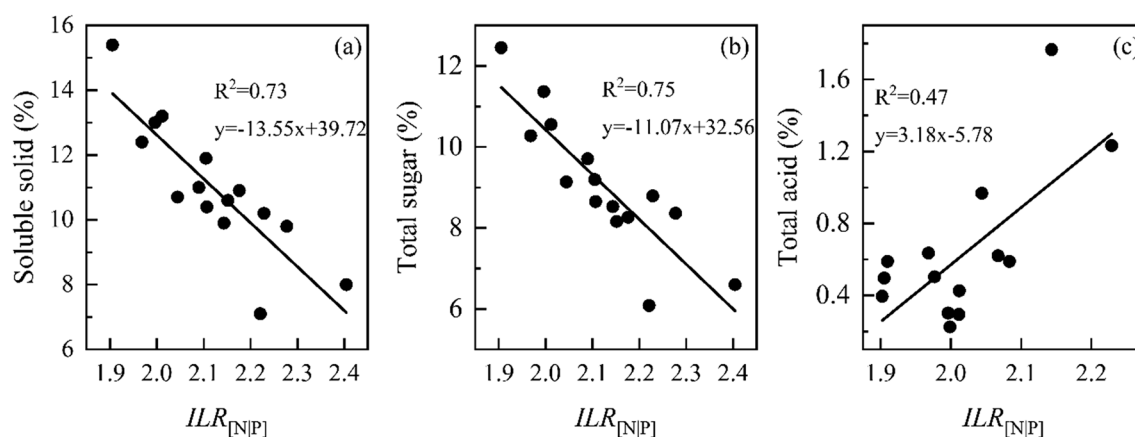 Soluble solid (%)
16
14
12
10
8
6
(a)
R²=0.73
y=-13.55x+39.72
1.9 2.0 2.1 2.2 2.3 2.4
ILR[N|P]
Total sugar (%)
12
10
8
6
(b)
R²=0.75
y=-11.07x+32.56
1.9 2.0 2.1 2.2 2.3 2.4
ILR[N|P]
Total acid (%)
1.6
1.2
0.8
0.4
(c)
R²=0.47
y=3.18x-5.78
1.9 2.0 2.1 2.2
ILR[N|P]